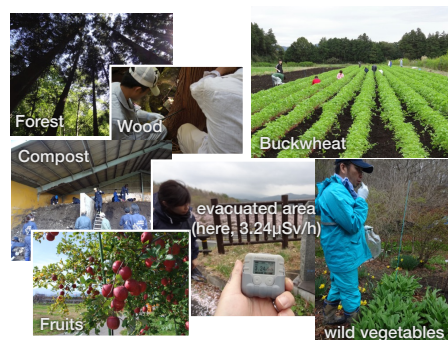 Forest
Wood
Buckwheat
Compost
evacuated area
(here, 3.24μSv/h)
Fruits
wild vegetables